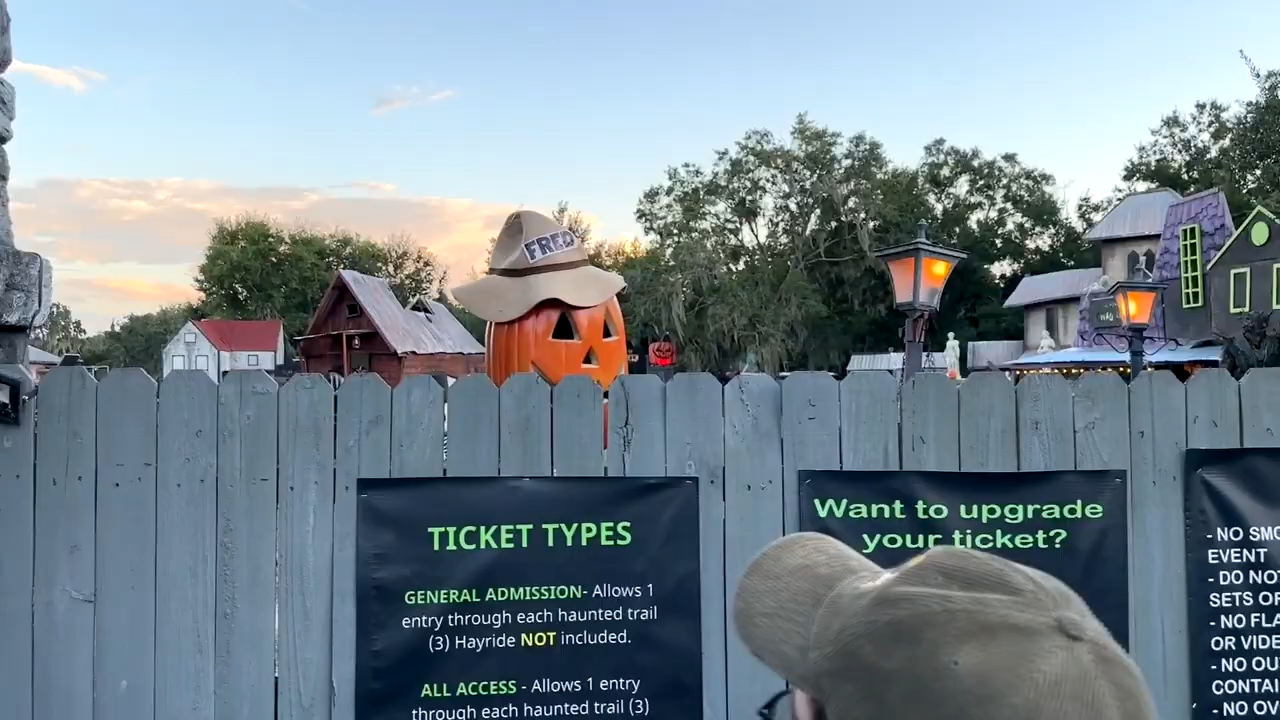 FRED
TICKET TYPES
GENERAL ADMISSION- Allows 1
entry through each haunted trail
(3) Hayride NOT included.
ALL ACCESS - Allows 1 entry
through each haunted trail (3)
Want to upgrade
your ticket?
- NO SMO
EVENT
- DO NOT
SETS OR
- NO FLA
OR VIDE
- NO OU
CONTAI
- NO OV